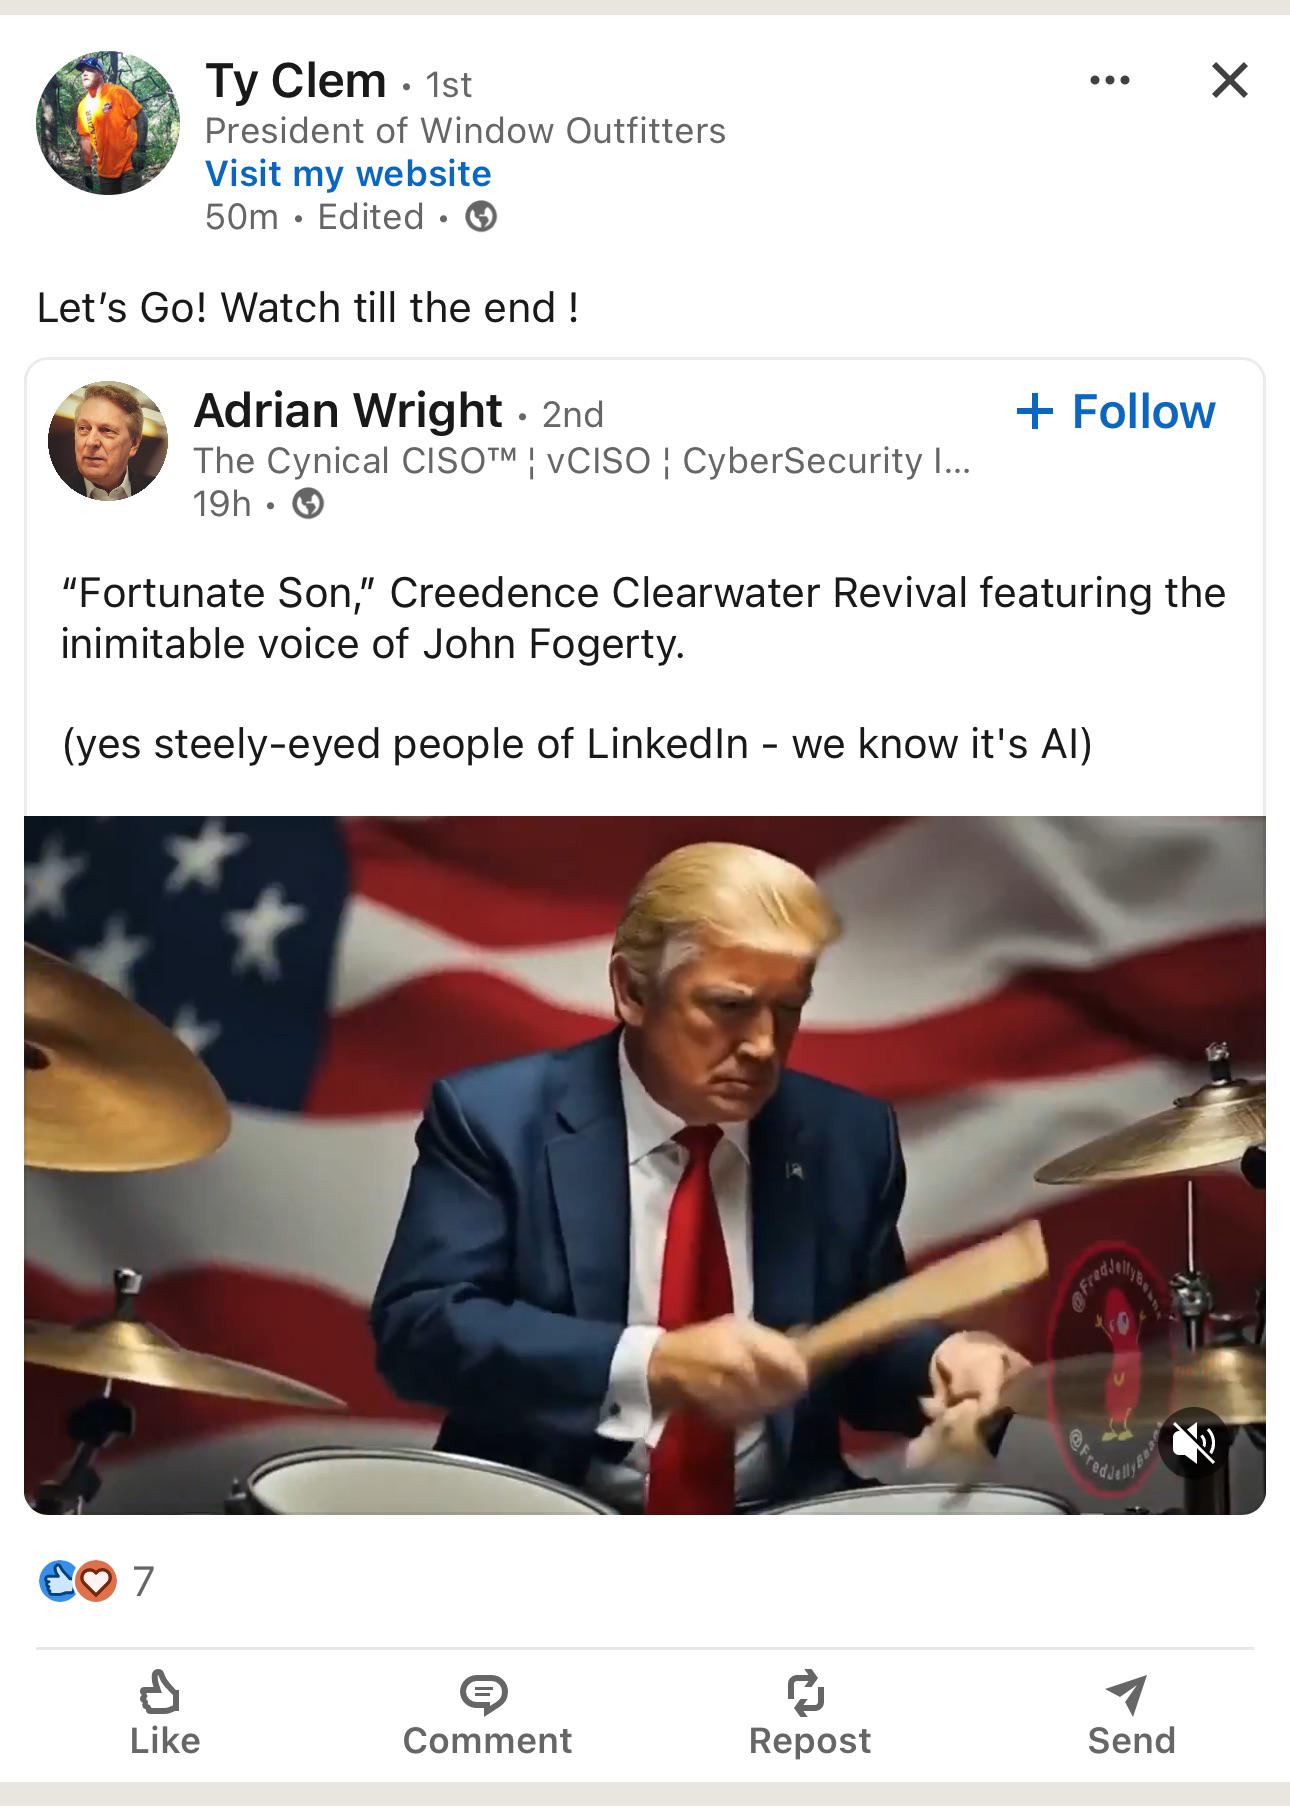 Ty Clem • 1st
President of Window Outfitters
Visit my website
50m • Edited •
Let’s Go! Watch till the end !
Adrian Wright • 2nd
+ Follow
The Cynical CISO™ ¦ vCISO ¦ CyberSecurity I...
19h •
“Fortunate Son,” Creedence Clearwater Revival featuring the
inimitable voice of John Fogerty.
(yes steely-eyed people of LinkedIn - we know it's AI)
@FredJellyBeans
7
Like
Comment
Repost
Send